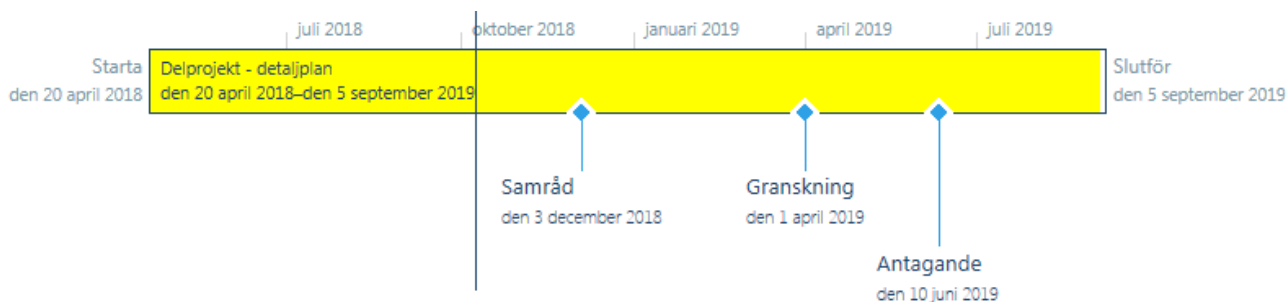 juli 2018
oktober 2018
januari 2019
april 2019
juli 2019
Starta
den 20 april 2018
Delprojekt - detaljplan
den 20 april 2018–den 5 september 2019
Slutför
den 5 september 2019
Samråd
den 3 december 2018
Granskning
den 1 april 2019
Antagande
den 10 juni 2019